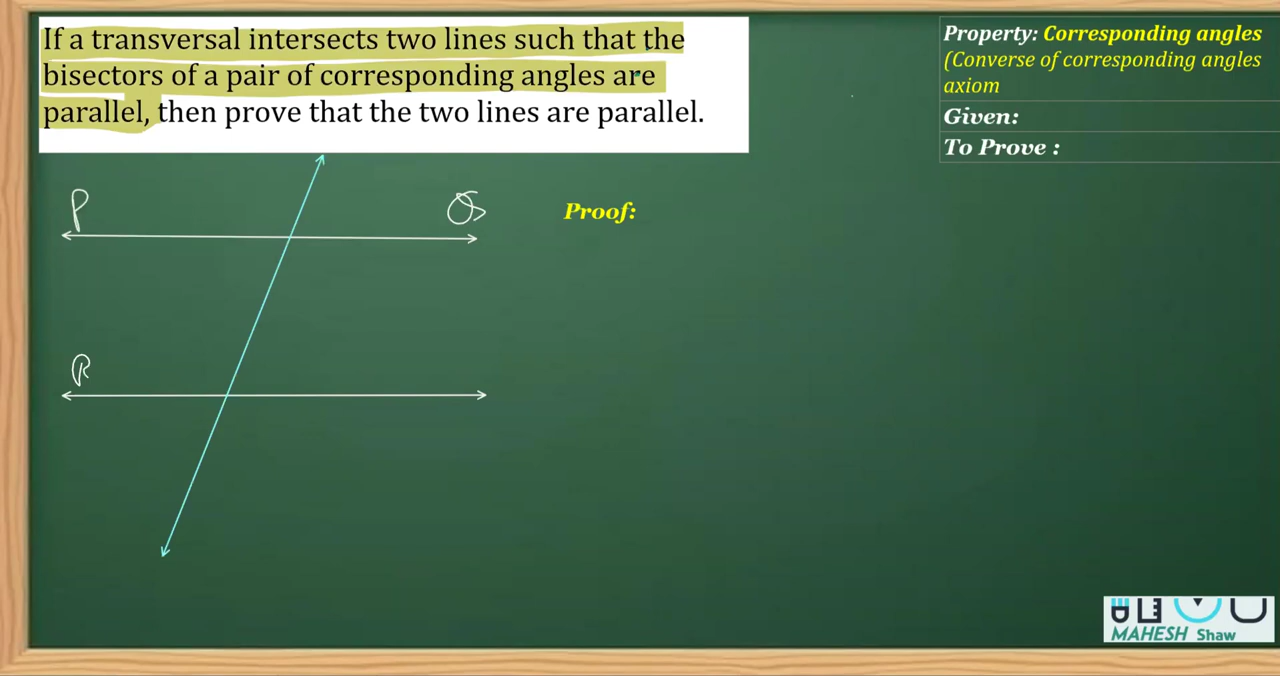 If a transversal intersects two lines such that the
bisectors of a pair of corresponding angles are
parallel, then prove that the two lines are parallel.
Property: Corresponding angles
(Converse of corresponding angles
axiom
Given:
To Prove :
P
Q
Proof:
R
MAHESH Shaw